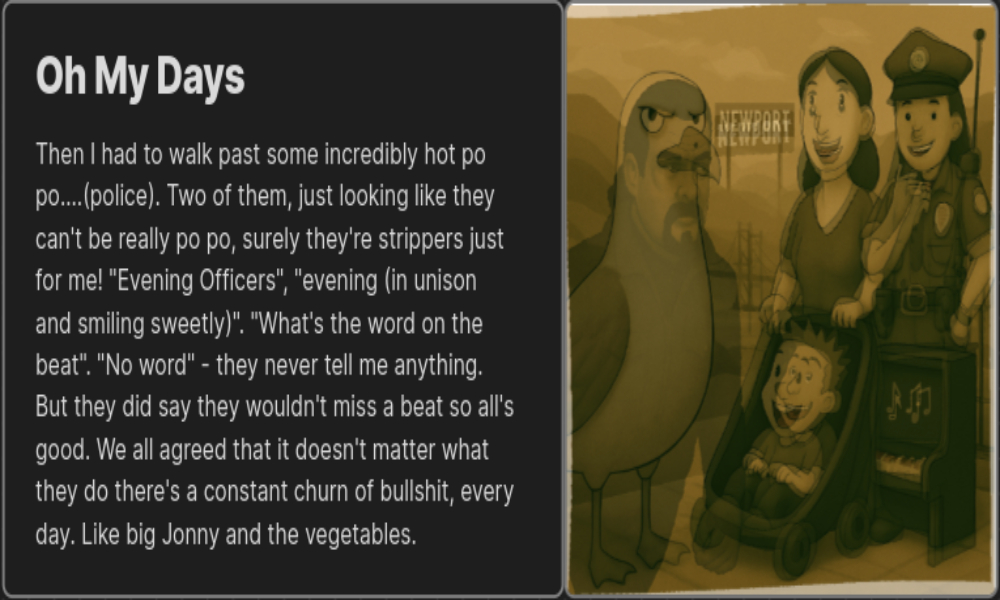 Oh My Days
Then I had to walk past some incredibly hot po
po....(police). Two of them, just looking like they
can't be really po po, surely they're strippers just
for me! "Evening Officers", "evening (in unison
and smiling sweetly)". "What's the word on the
beat". "No word" - they never tell me anything.
But they did say they wouldn't miss a beat so all's
good. We all agreed that it doesn't matter what
they do there's a constant churn of bullshit, every
day. Like big Jonny and the vegetables.
NEWPORT